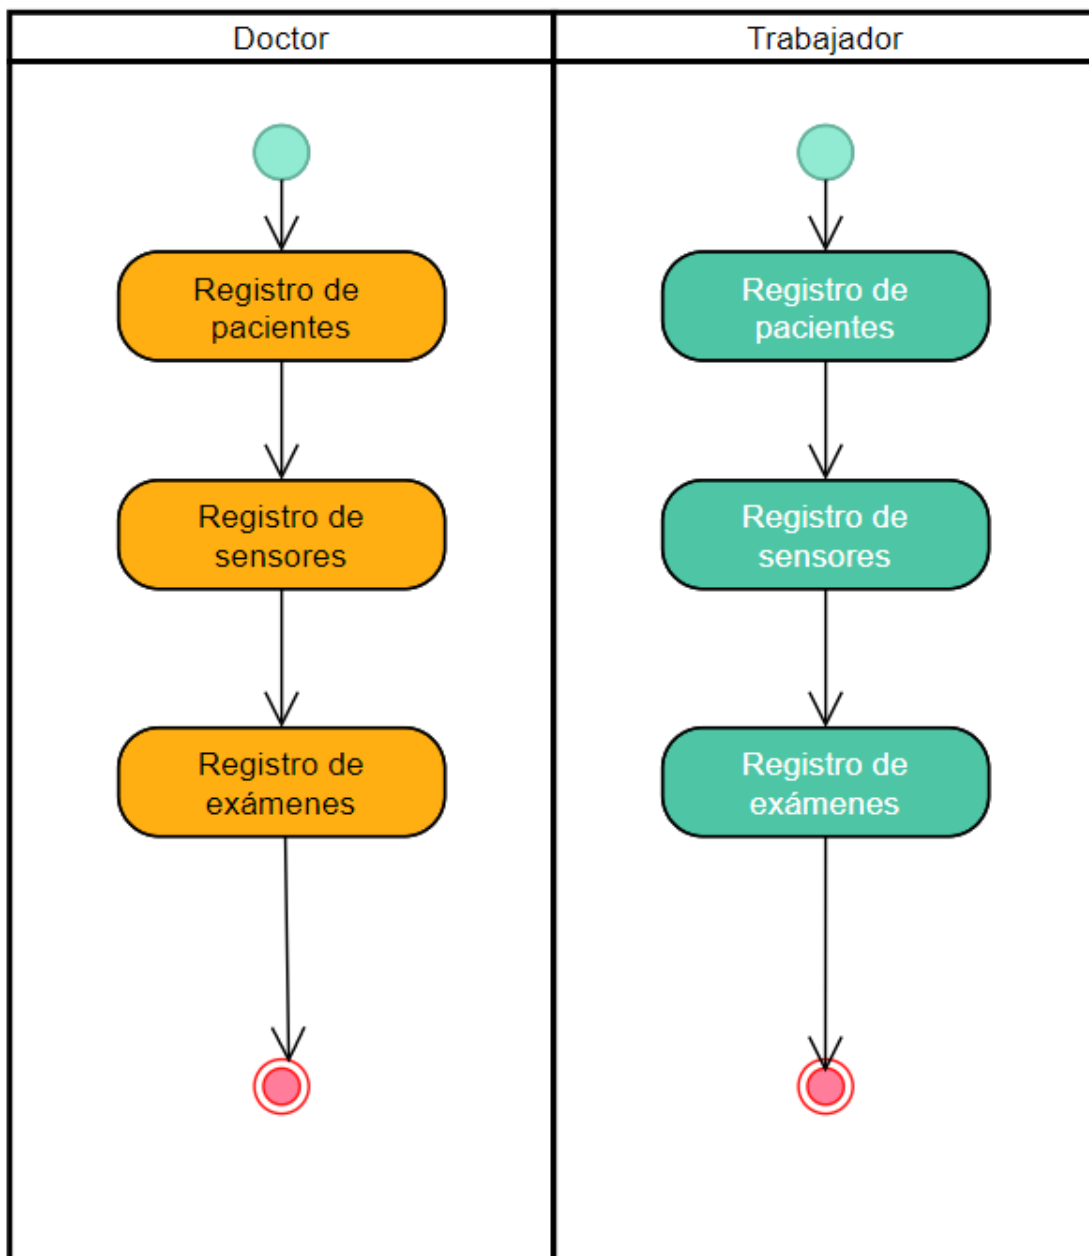 Doctor
Trabajador
Registro de
pacientes
Registro de
sensores
Registro de
exámenes
Registro de
pacientes
Registro de
sensores
Registro de
exámenes